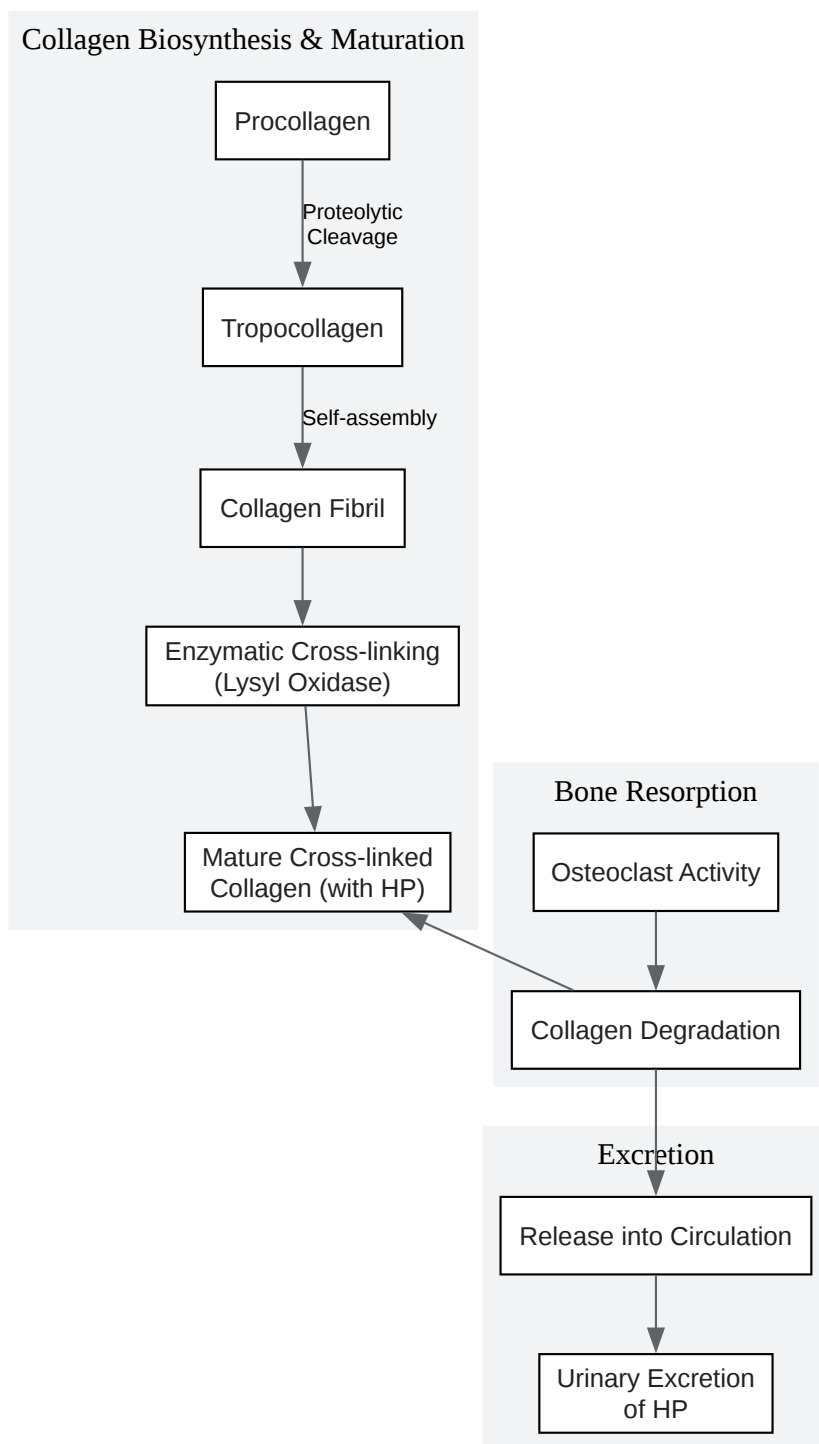 Collagen Biosynthesis & Maturation
Procollagen
Proteolytic
Cleavage
Tropocollagen
Self-assembly
Collagen Fibril
Enzymatic Cross-linking
(Lysyl Oxidase)
Mature Cross-linked
Collagen (with HP)
Bone Resorption
Osteoclast Activity
Collagen Degradation
Excretion
Release into Circulation
Urinary Excretion
of HP